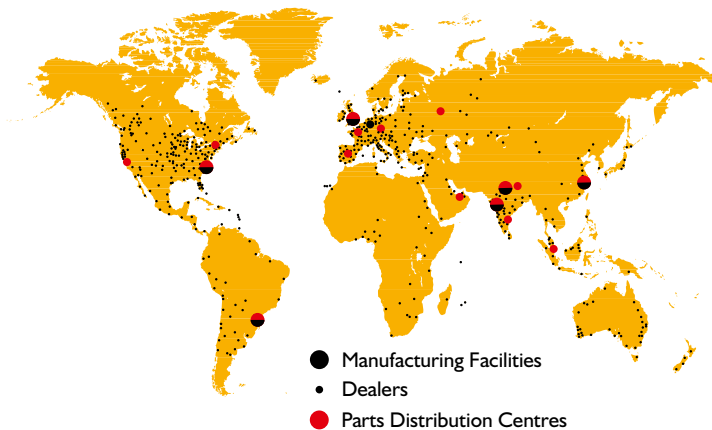 Manufacturing Facilities
Dealers
Parts Distribution Centres